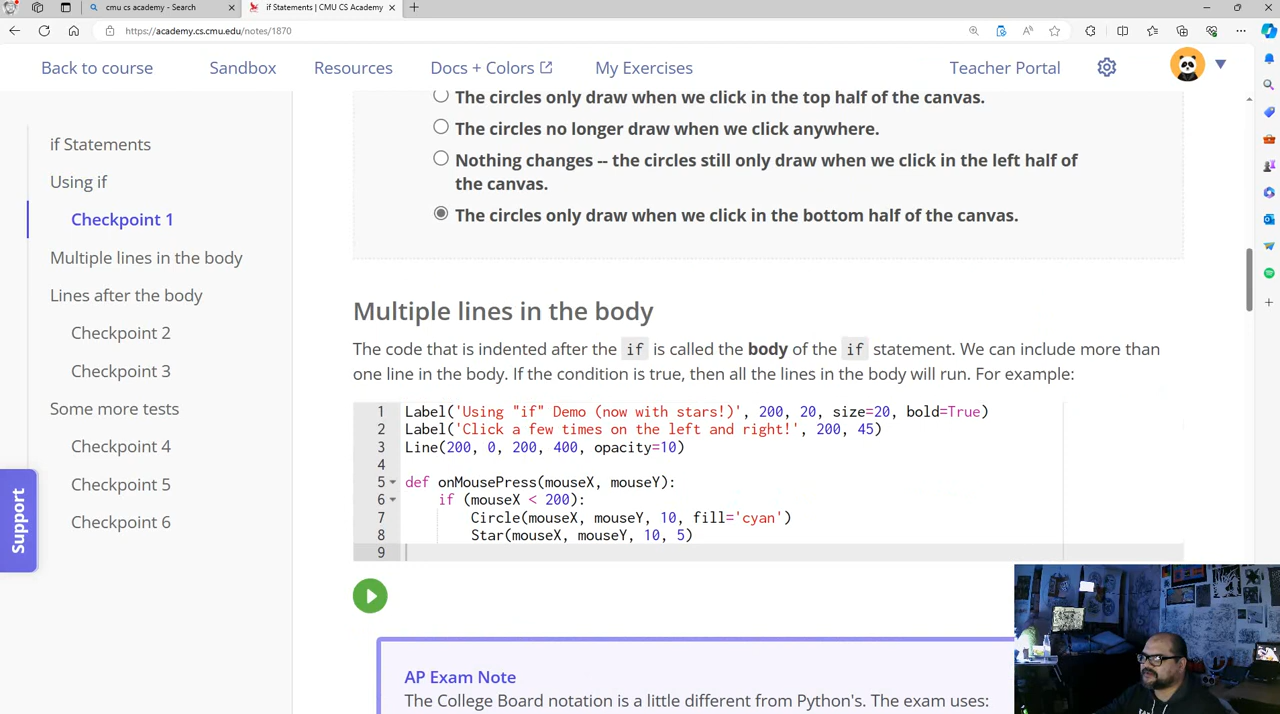 cmu cs academy - Search
if Statements | CMU CS Academy
https://academy.cs.cmu.edu/notes/1870
Back to course
Sandbox
Resources
Docs + Colors
My Exercises
Teacher Portal
if Statements
Using if
Checkpoint 1
Multiple lines in the body
Lines after the body
Checkpoint 2
Checkpoint 3
Some more tests
Checkpoint 4
Checkpoint 5
Checkpoint 6
Support
The circles only draw when we click in the top half of the canvas.
The circles no longer draw when we click anywhere.
Nothing changes -- the circles still only draw when we click in the left half of
the canvas.
The circles only draw when we click in the bottom half of the canvas.
Multiple lines in the body
The code that is indented after the if is called the body of the if statement. We can include more than
one line in the body. If the condition is true, then all the lines in the body will run. For example:
1 Label('Using "if" Demo (now with stars!)', 200, 20, size=20, bold=True)
2 Label('Click a few times on the left and right!', 200, 45)
3 Line(200, 0, 200, 400, opacity=10)
4
5 def onMousePress(mouseX, mouseY):
6 if (mouseX < 200):
7 Circle(mouseX, mouseY, 10, fill='cyan')
8 Star(mouseX, mouseY, 10, 5)
9
AP Exam Note
The College Board notation is a little different from Python's. The exam uses: